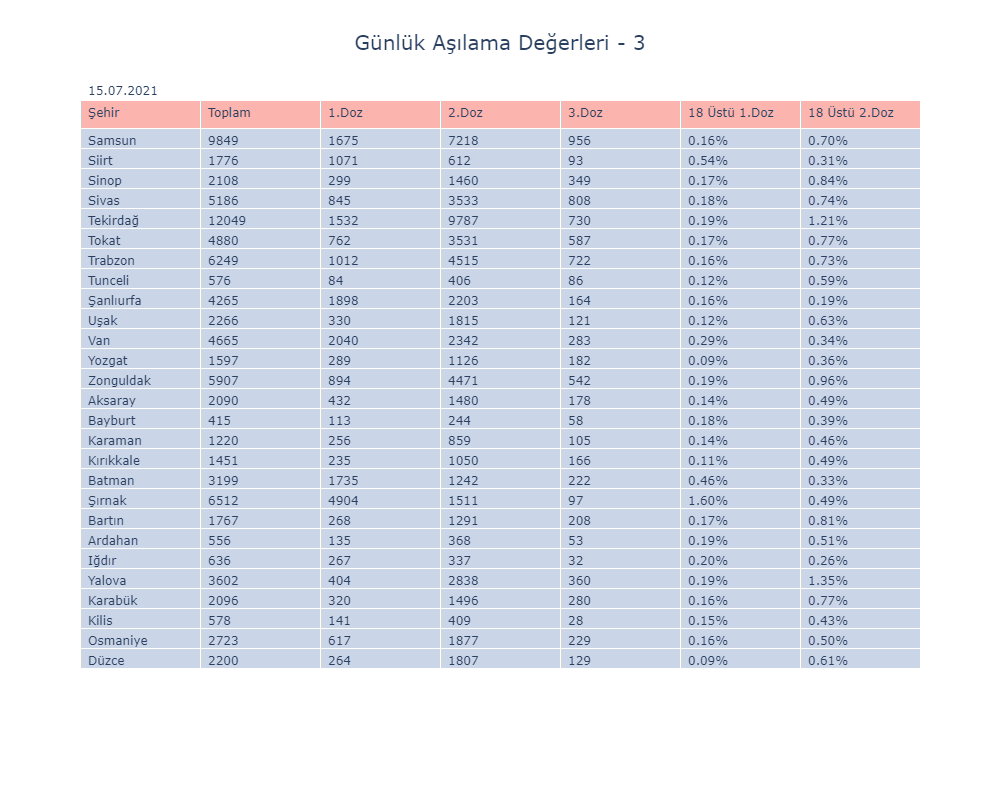 Günlük Aşılama Değerleri - 3
15.07.2021
Şehir Toplam 1.Doz 2.Doz 3.Doz 18 Üstü 1.Doz 18 Üstü 2.Doz
Samsun 9849 1675 7218 956 0.16% 0.70%
Siirt 1776 1071 612 93 0.54% 0.31%
Sinop 2108 299 1460 349 0.17% 0.84%
Sivas 5186 845 3533 808 0.18% 0.74%
Tekirdağ 12049 1532 9787 730 0.19% 1.21%
Tokat 4880 762 3531 587 0.17% 0.77%
Trabzon 6249 1012 4515 722 0.16% 0.73%
Tunceli 576 84 406 86 0.12% 0.59%
Şanlıurfa 4265 1898 2203 164 0.16% 0.19%
Uşak 2266 330 1815 121 0.12% 0.63%
Van 4665 2040 2342 283 0.29% 0.34%
Yozgat 1597 289 1126 182 0.09% 0.36%
Zonguldak 5907 894 4471 542 0.19% 0.96%
Aksaray 2090 432 1480 178 0.14% 0.49%
Bayburt 415 113 244 58 0.18% 0.39%
Karaman 1220 256 859 105 0.14% 0.46%
Kırıkkale 1451 235 1050 166 0.11% 0.49%
Batman 3199 1735 1242 222 0.46% 0.33%
Şırnak 6512 4904 1511 97 1.60% 0.49%
Bartın 1767 268 1291 208 0.17% 0.81%
Ardahan 556 135 368 53 0.19% 0.51%
Iğdır 636 267 337 32 0.20% 0.26%
Yalova 3602 404 2838 360 0.19% 1.35%
Karabük 2096 320 1496 280 0.16% 0.77%
Kilis 578 141 409 28 0.15% 0.43%
Osmaniye 2723 617 1877 229 0.16% 0.50%
Düzce 2200 264 1807 129 0.09% 0.61%